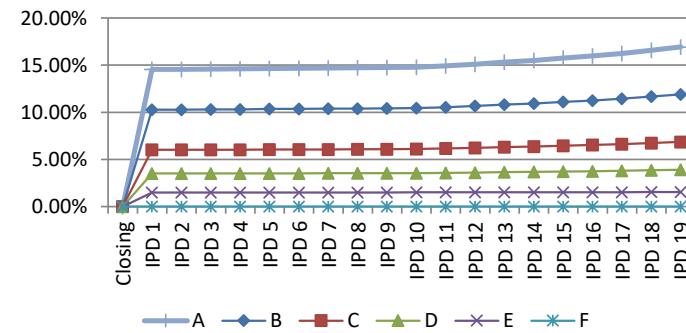 20.00%
15.00%
10.00%
5.00%
0.00%
Closing
IPD 1
IPD 2
IPD 3
IPD 4
IPD 5
IPD 6
IPD 7
IPD 8
IPD 9
IPD 10
IPD 11
IPD 12
IPD 13
IPD 14
IPD 15
IPD 16
IPD 17
IPD 18
IPD 19
A B C D E F